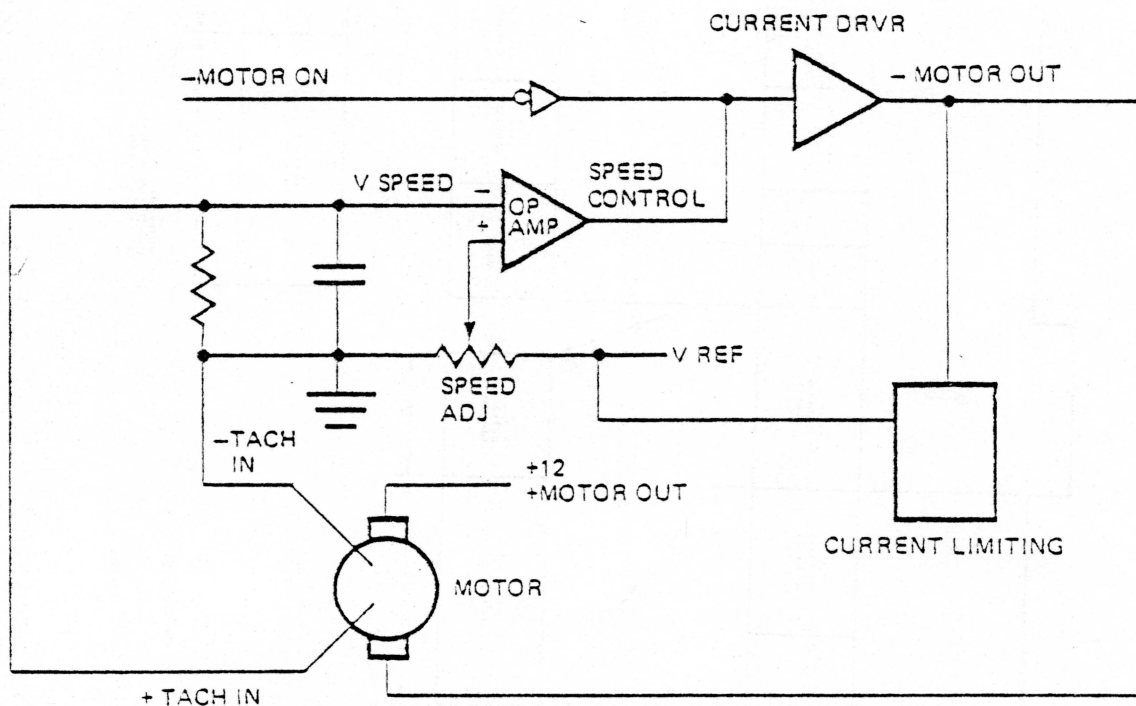 CURRENT DRVR
−MOTOR ON
− MOTOR OUT
V SPEED
−
OP
AMP
+
SPEED
CONTROL
V REF
SPEED
ADJ
−TACH
IN
+12
+MOTOR OUT
CURRENT LIMITING
MOTOR
+ TACH IN